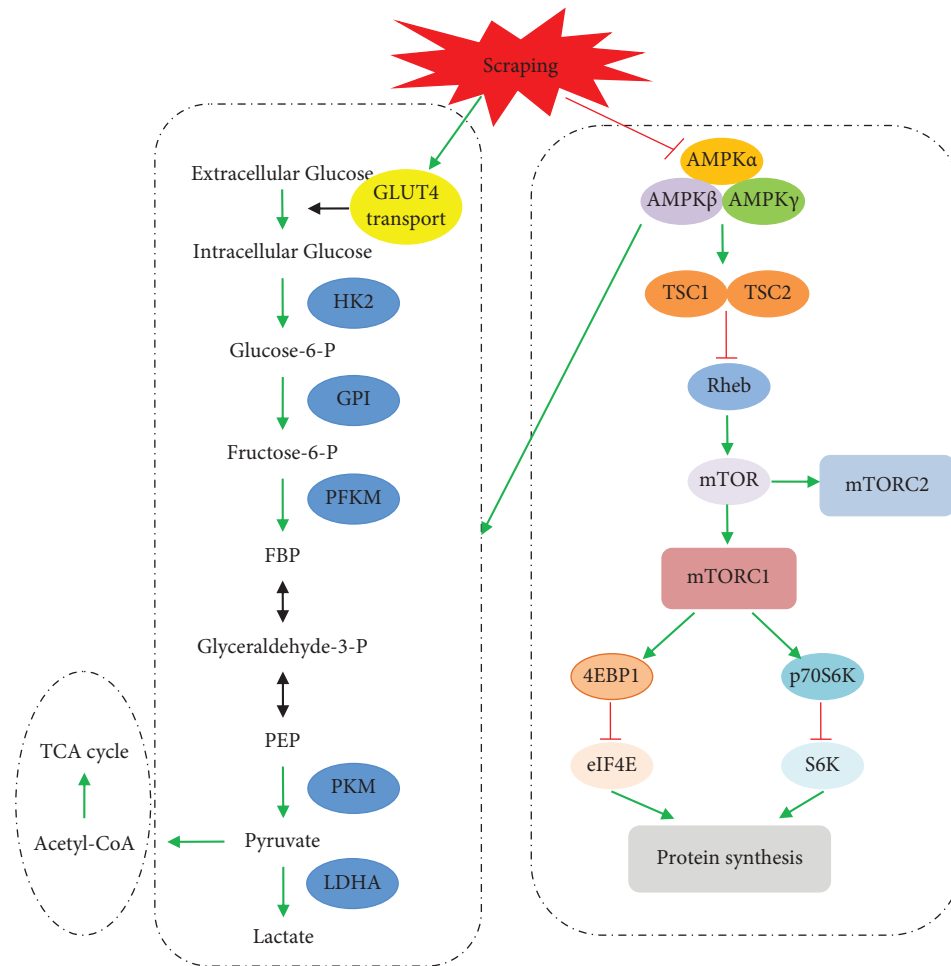 Scraping
Extracellular Glucose
GLUT4
transport
Intracellular Glucose
HK2
Glucose-6-P
GPI
Fructose-6-P
PFKM
FBP
Glyceraldehyde-3-P
PEP
PKM
Pyruvate
LDHA
Lactate
TCA cycle
Acetyl-CoA
AMPKα
AMPKβ
AMPKγ
TSC1
TSC2
Rheb
mTOR
mTORC2
mTORC1
4EBP1
p70S6K
eIF4E
S6K
Protein synthesis